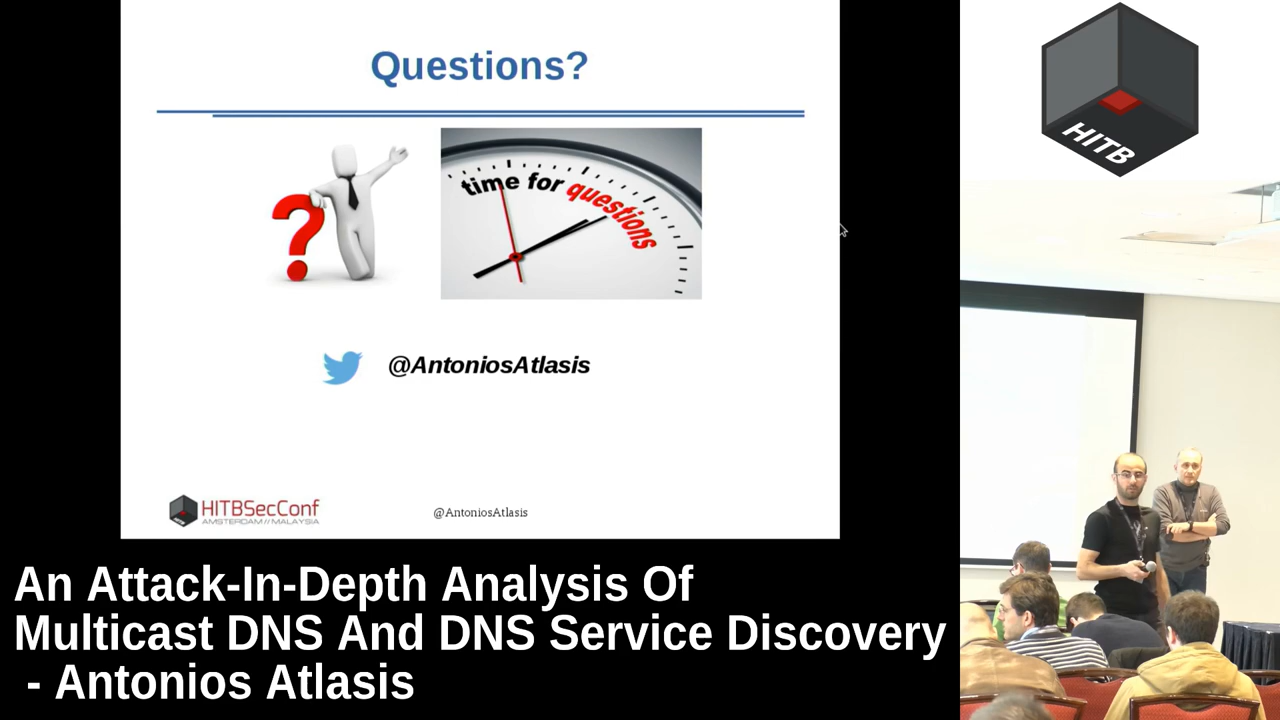 Questions?
time for questions
@AntoniosAtlasis
HITBSecConf
AMSTERDAM // MALAYSIA
@AntoniosAtlasis
An Attack-In-Depth Analysis Of
Multicast DNS And DNS Service Discovery
- Antonios Atlasis
HITB